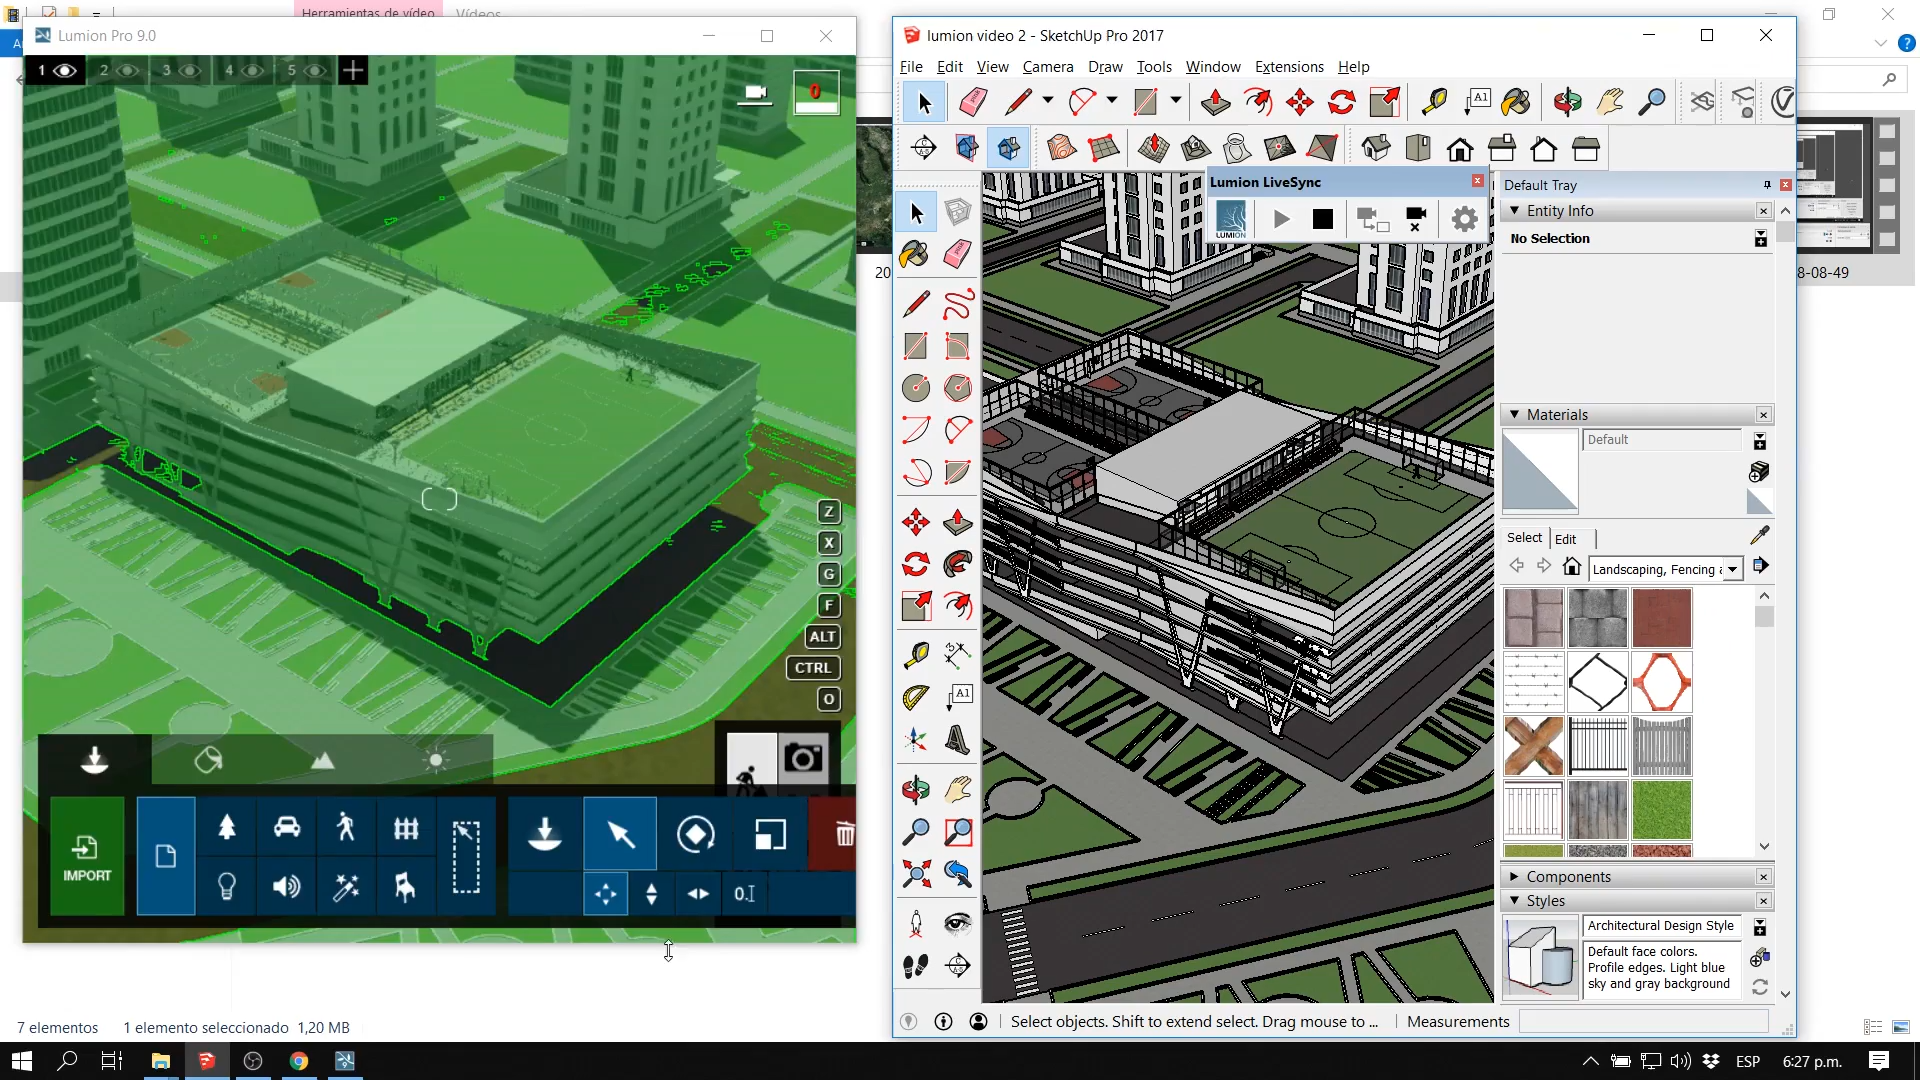 Herramientas de vídeo
Vídeos
Lumion Pro 9.0
1
2
3
4
5
0
Z
X
G
F
ALT
CTRL
O
IMPORT
lumion video 2 - SketchUp Pro 2017
File Edit View Camera Draw Tools Window Extensions Help
A1
Lumion LiveSync
LUMION
A1
Default Tray
Entity Info
No Selection
Materials
Default
Select
Edit
Landscaping, Fencing
Components
Styles
Architectural Design Style
Default face colors.
Profile edges. Light blue
sky and gray background
Select objects. Shift to extend select. Drag mouse to ...
Measurements
20
8-08-49
7 elementos
1 elemento seleccionado 1,20 MB
ESP
6:27 p.m.